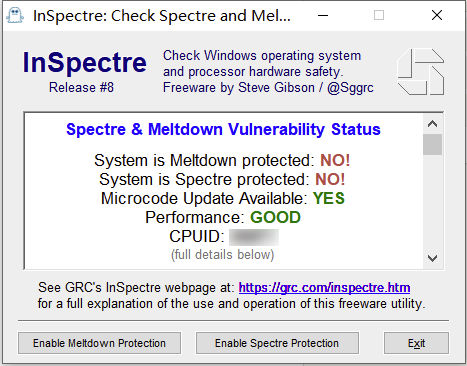 InSpectre: Check Spectre and Mel...
InSpectre
Release #8
Check Windows operating system
and processor hardware safety.
Freeware by Steve Gibson / @Sggrc
Spectre & Meltdown Vulnerability Status
System is Meltdown protected: NO!
System is Spectre protected: NO!
Microcode Update Available: YES
Performance: GOOD
CPUID:
(full details below)
See GRC's InSpectre webpage at: https://grc.com/inspectre.htm
for a full explanation of the use and operation of this freeware utility.
Enable Meltdown Protection
Enable Spectre Protection
Exit